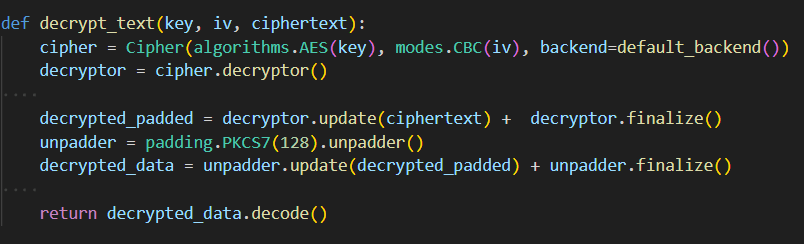 def decrypt_text(key, iv, ciphertext):
    cipher = Cipher(algorithms.AES(key), modes.CBC(iv), backend=default_backend())
    decryptor = cipher.decryptor()

    decrypted_padded = decryptor.update(ciphertext) +  decryptor.finalize()
    unpadder = padding.PKCS7(128).unpadder()
    decrypted_data = unpadder.update(decrypted_padded) + unpadder.finalize()

    return decrypted_data.decode()